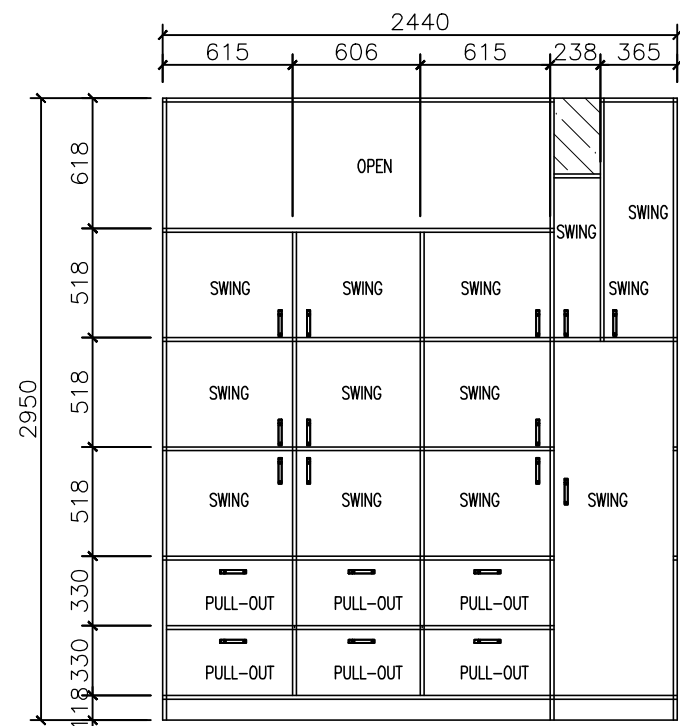 2440
615 606 615 238 365
618
OPEN
SWING
SWING
SWING SWING SWING SWING
518
SWING SWING SWING
518
2950
SWING SWING SWING SWING
518
PULL-OUT PULL-OUT PULL-OUT
330
PULL-OUT PULL-OUT PULL-OUT
330
118